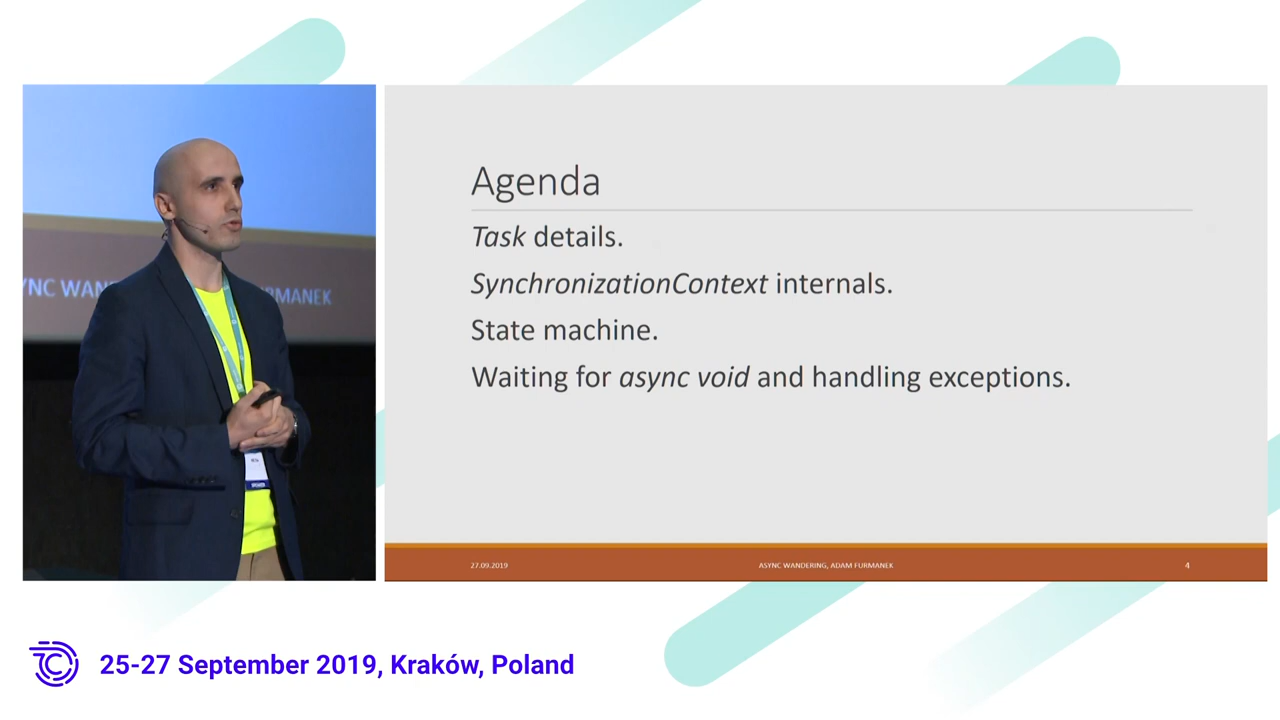 Agenda
Task details.
SynchronizationContext internals.
State machine.
Waiting for async void and handling exceptions.
27.09.2019
ASYNC WANDERING, ADAM FURMANEK
4
25-27 September 2019, Kraków, Poland